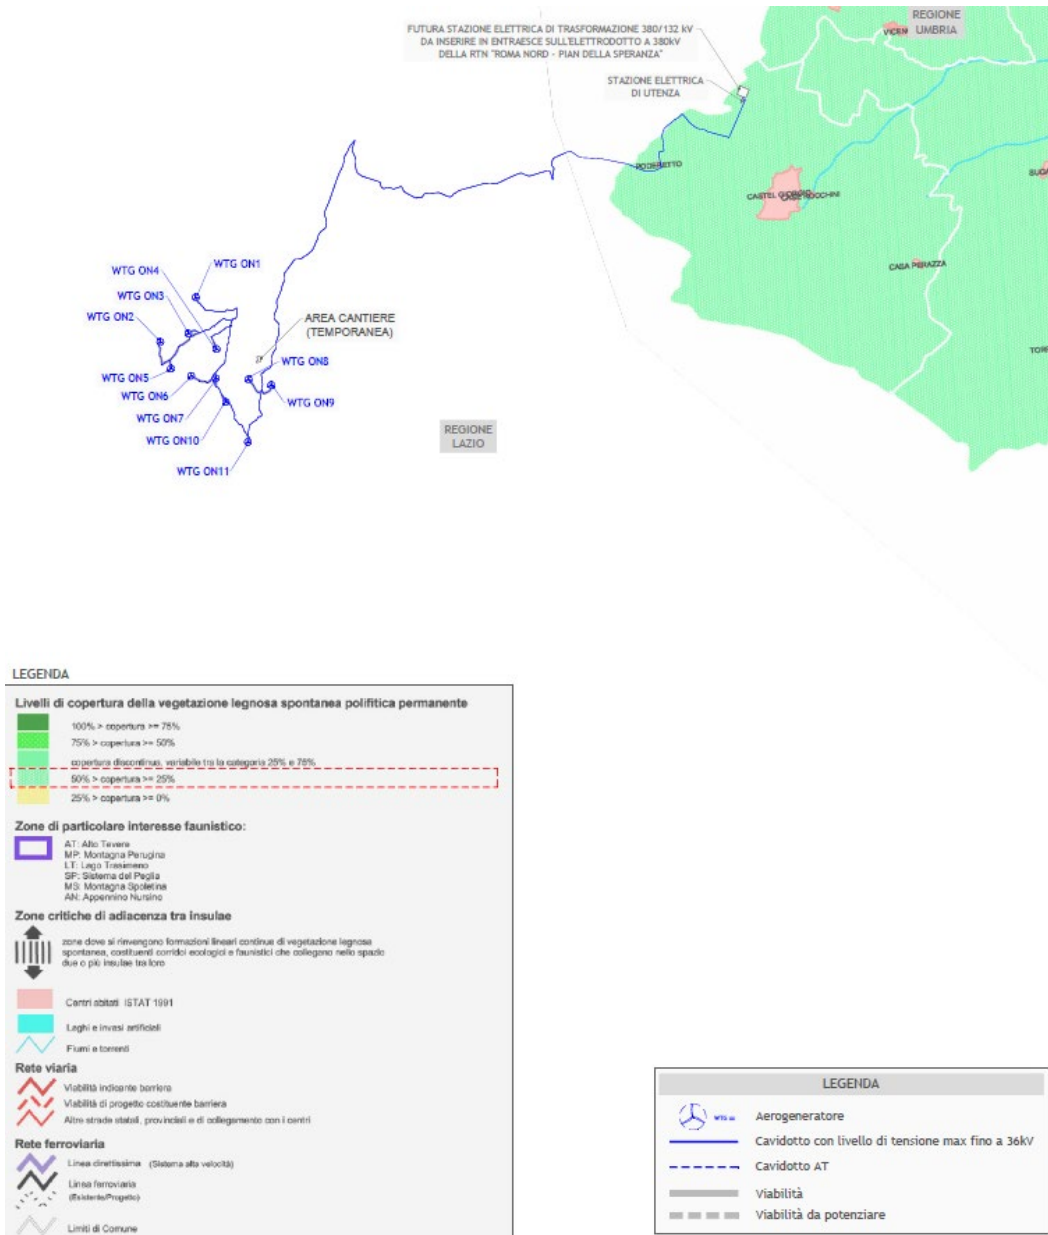 REGIONE
UMBRIA
FUTURA STAZIONE ELETTRICA DI TRASFORMAZIONE 380/132 kV
DA INSERIRE IN ENTRAESCE SULL'ELETTRODOTTO A 380kV
DELLA RTN "ROMA NORD - PIAN DELLA SPERANZA"
VICEN
STAZIONE ELETTRICA
DI UTENZA
PODERETTO
CASTEL GIORGIO
CASE ROCCHINI
SUGA
CASA PERAZZA
TORR
WTG ON1
WTG ON4
WTG ON3
WTG ON2
AREA CANTIERE
(TEMPORANEA)
WTG ON8
WTG ON5
WTG ON6
WTG ON9
WTG ON7
WTG ON10
WTG ON11
REGIONE
LAZIO
LEGENDA
Livelli di copertura della vegetazione legnosa spontanea polifitica permanente
100% > copertura >= 75%
75% > copertura >= 50%
copertura discontinua, variabile tra la categoria 25% e 75%
50% > copertura >= 25%
25% > copertura >= 0%
Zone di particolare interesse faunistico:
AT: Alto Tevere
MP: Montagna Perugina
LT: Lago Trasimeno
SP: Sistema del Peglia
MS: Montagna Spoletina
AN: Appennino Nursino
Zone critiche di adiacenza tra insulae
zone dove si rinvengono formazioni lineari continue di vegetazione legnosa
spontanea, costituenti corridoi ecologici e faunistici che collegano nello spazio
due o più insulae tra loro
Centri abitati ISTAT 1991
Laghi e invasi artificiali
Fiumi e torrenti
Rete viaria
Viabilità indicante barriera
Viabilità di progetto costituente barriera
Altre strade statali, provinciali e di collegamento con i centri
Rete ferroviaria
Linea direttissima (Sistema alta velocità)
Linea ferroviaria
(Esistente/Progetto)
Limiti di Comune
LEGENDA
Aerogeneratore
Cavidotto con livello di tensione max fino a 36kV
Cavidotto AT
Viabilità
Viabilità da potenziare